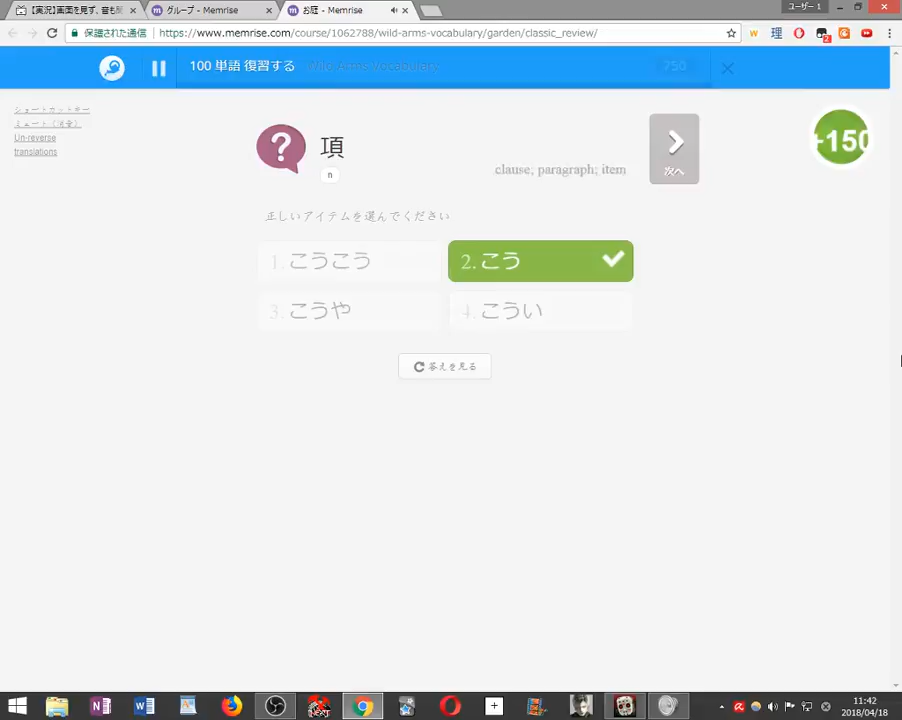 【実況】画面を見ず、音も
グループ - Memrise
お庭 - Memrise
ユーザー 1
保護された通信
https://www.memrise.com/course/1062788/wild-arms-vocabulary/garden/classic_review/
100 単語 復習する
Wild Arms Vocabulary
750
ショートカットキー
ミュート (消音)
Un-reverse
translations
項
n
clause; paragraph; item
次へ
+150
正しいアイテムを選んでください
1. こうこう
2. こう
3. こうや
4. こうい
答えを見る
11:42
2018/04/18